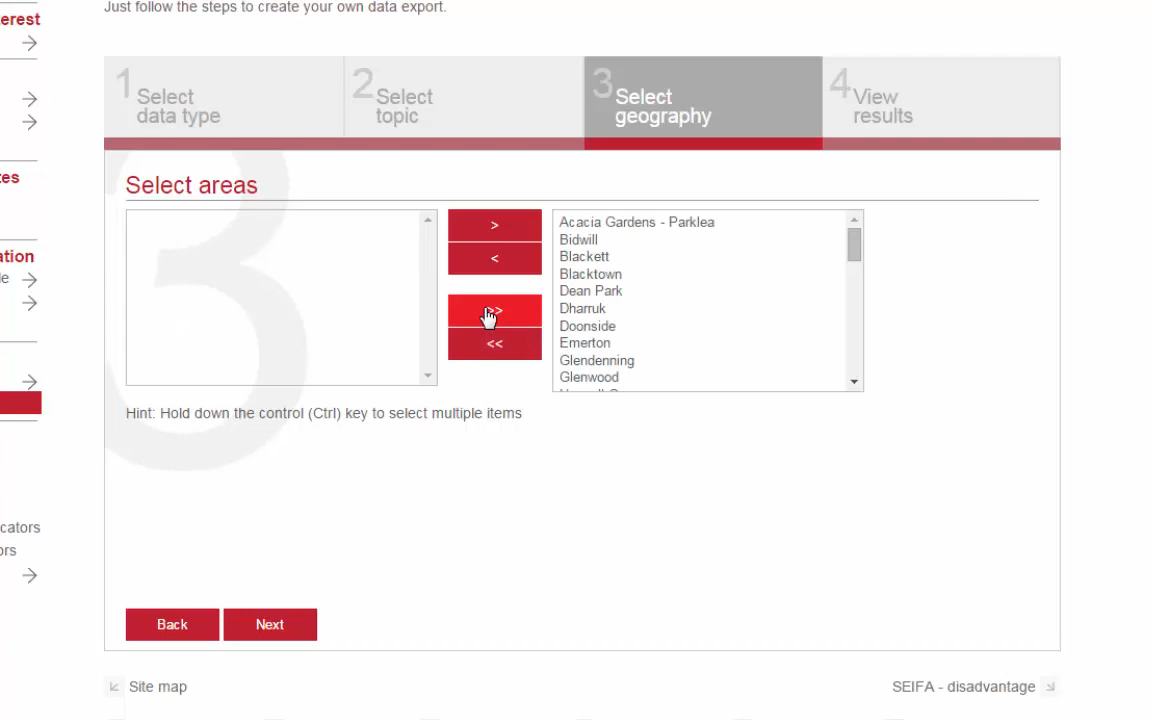 Just follow the steps to create your own data export.
erest
tes
ation
le
cators
ors
1 Select
data type
2 Select
topic
3 Select
geography
4 View
results
Select areas
>
<
>>
<<
Acacia Gardens - Parklea
Bidwill
Blackett
Blacktown
Dean Park
Dharruk
Doonside
Emerton
Glendenning
Glenwood
Hint: Hold down the control (Ctrl) key to select multiple items
Back
Next
Site map
SEIFA - disadvantage